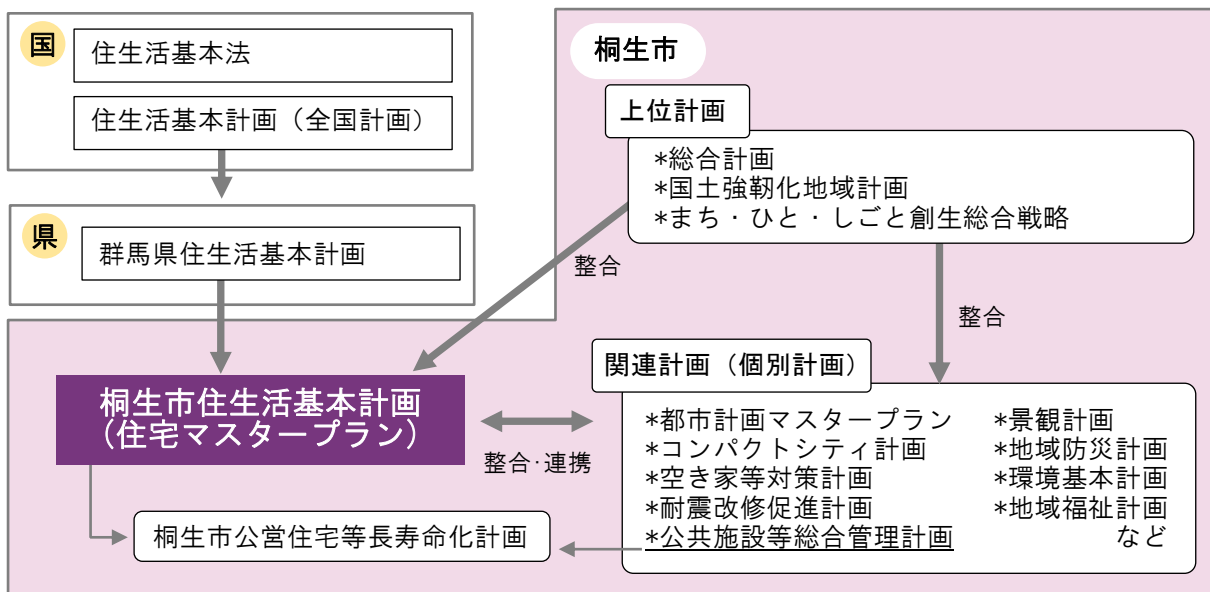 国
住生活基本法
住生活基本計画（全国計画）
県
群馬県住生活基本計画
桐生市
上位計画
*総合計画
*国土強靭化地域計画
*まち・ひと・しごと創生総合戦略
整合
整合
桐生市住生活基本計画
（住宅マスタープラン）
整合･連携
関連計画（個別計画）
*都市計画マスタープラン
*コンパクトシティ計画
*空き家等対策計画
*耐震改修促進計画
*公共施設等総合管理計画
*景観計画
*地域防災計画
*環境基本計画
*地域福祉計画
など
桐生市公営住宅等長寿命化計画